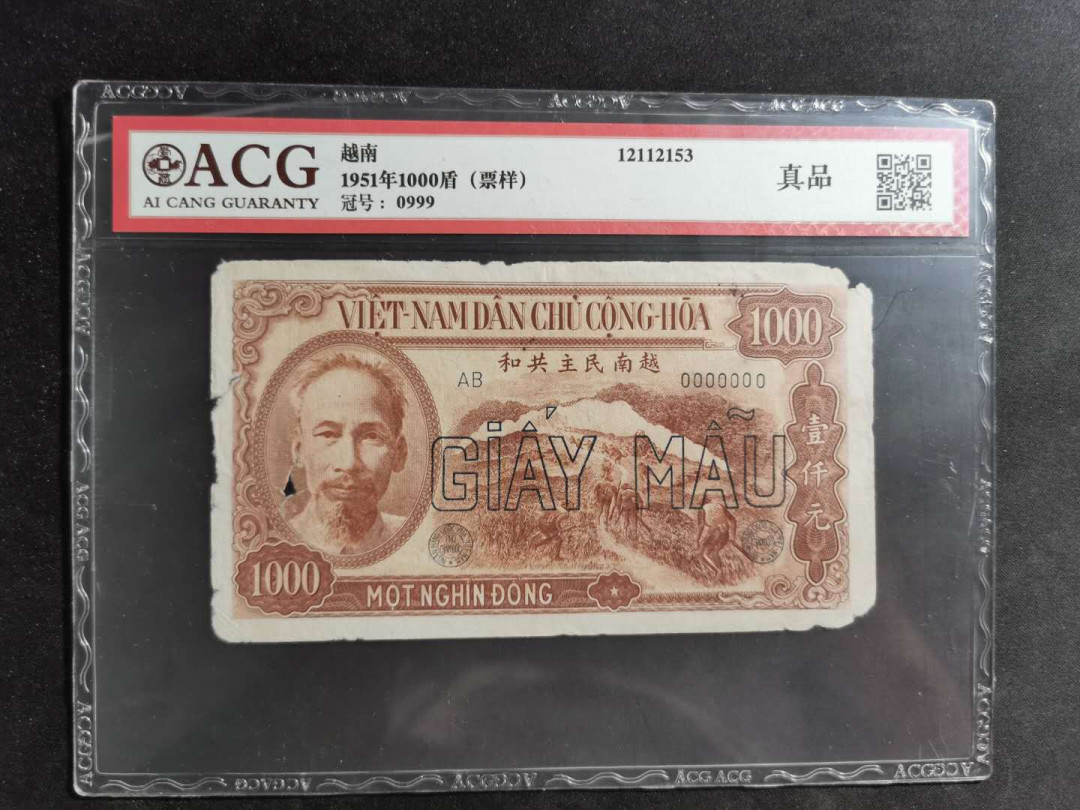 ACG
AI CANG GUARANTY
越南
1951年1000盾（票样）
冠号：0999
12112153
真品
VIỆT-NAM DÂN CHỦ CỘNG-HÒA
1000
和共主民南越
AB
0000000
GIẤY MẪU
壹仟元
1000
MỘT NGHÌN ĐỒNG